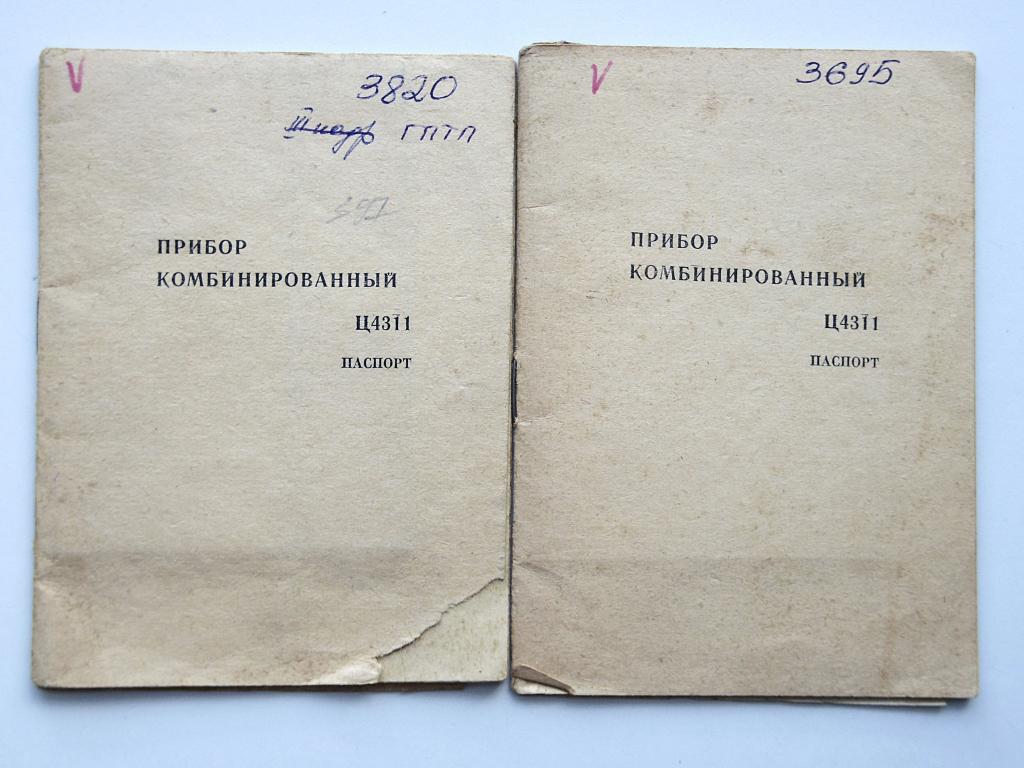 V
3820
ГПТП
ПРИБОР
КОМБИНИРОВАННЫЙ
Ц4311
ПАСПОРТ
V
3695
ПРИБОР
КОМБИНИРОВАННЫЙ
Ц4311
ПАСПОРТ